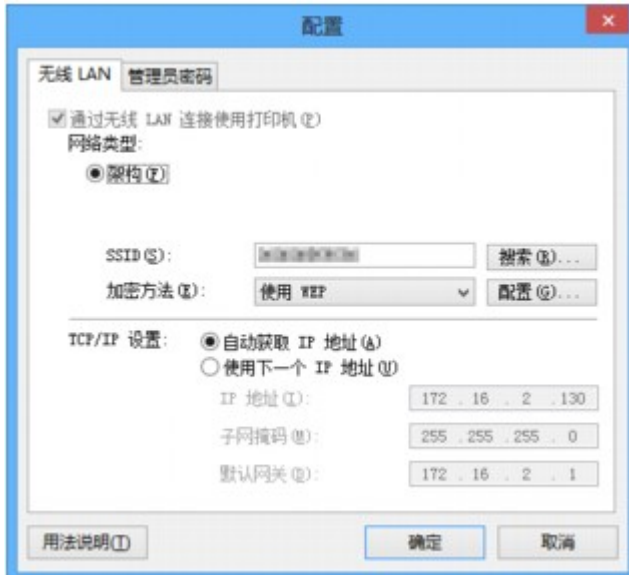 配置
无线 LAN 管理员密码
通过无线 LAN 连接使用打印机(P)
网络类型:
架构(F)
SSID(S): 搜索(R)...
加密方法(E): 使用 WEP 配置(G)...
TCP/IP 设置: 自动获取 IP 地址(A)
使用下一个 IP 地址(U)
IP 地址(I): 172 . 16 . 2 .130
子网掩码(M): 255 .255 .255 . 0
默认网关(D): 172 . 16 . 2 . 1
用法说明(T) 确定 取消